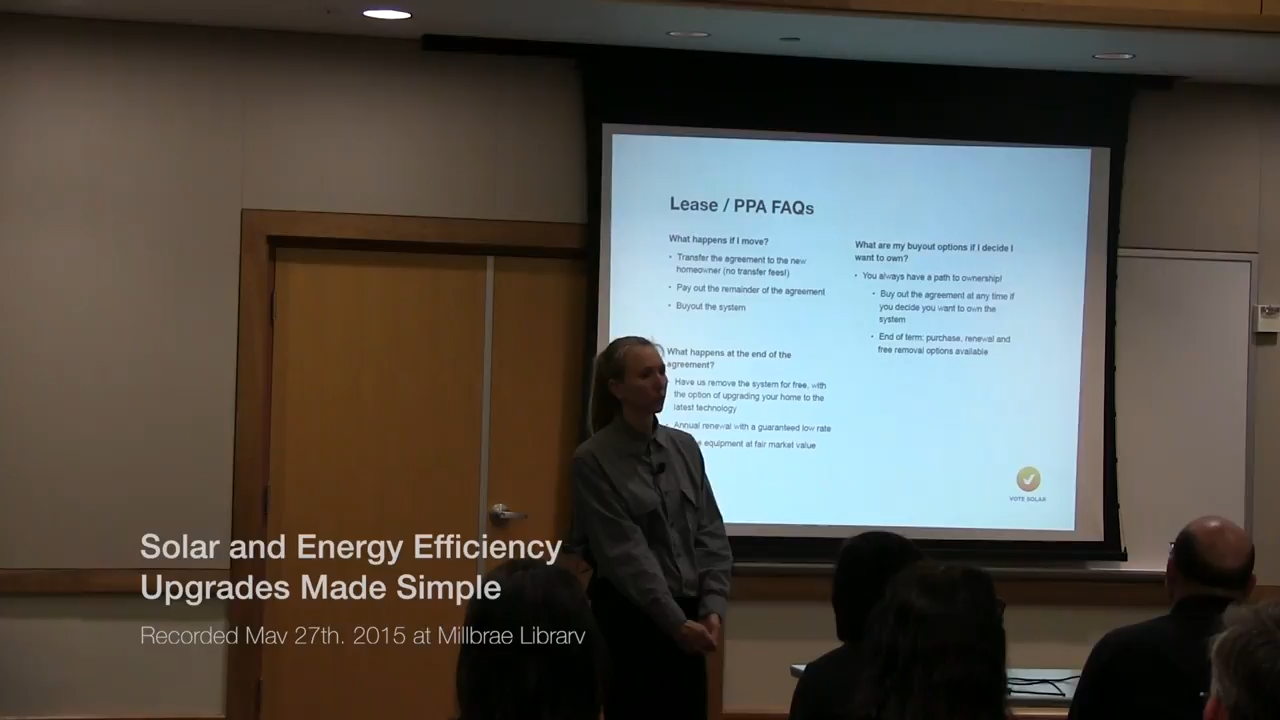 Lease / PPA FAQs
What happens if I move?
• Transfer the agreement to the new
homeowner (no transfer fees!)
• Pay out the remainder of the agreement
• Buyout the system
What happens at the end of the
agreement?
Have us remove the system for free, with
the option of upgrading your home to the
latest technology
Annual renewal with a guaranteed low rate
equipment at fair market value
What are my buyout options if I decide I
want to own?
• You always have a path to ownership!
• Buy out the agreement at any time if
you decide you want to own the
system
• End of term: purchase, renewal and
free removal options available
VOTE SOLAR
Solar and Energy Efficiency
Upgrades Made Simple
Recorded May 27th, 2015 at Millbrae Library